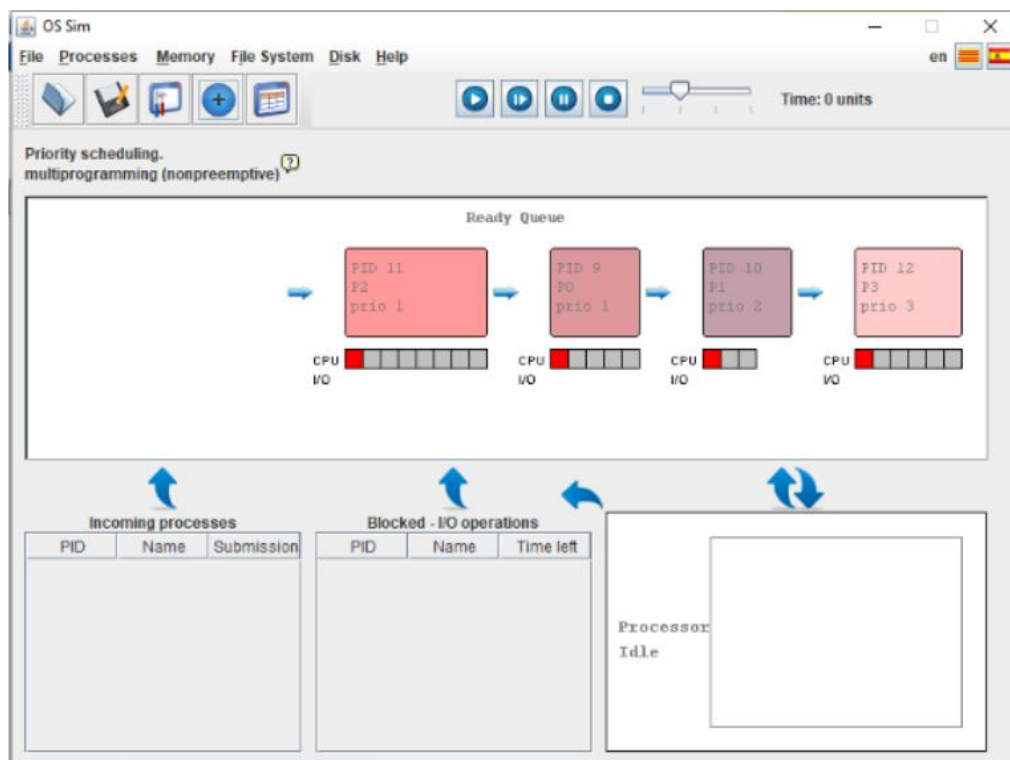 OS Sim
File Processes Memory File System Disk Help
en
Time: 0 units
Priority scheduling.
multiprogramming (nonpreemptive)
?
Ready Queue
PID 11
P2
prio 1
CPU
I/O
PID 9
P0
prio 1
CPU
I/O
PID 10
P1
prio 2
CPU
I/O
PID 12
P3
prio 3
CPU
I/O
Incoming processes
PID Name Submission
Blocked - I/O operations
PID Name Time left
Processor
Idle